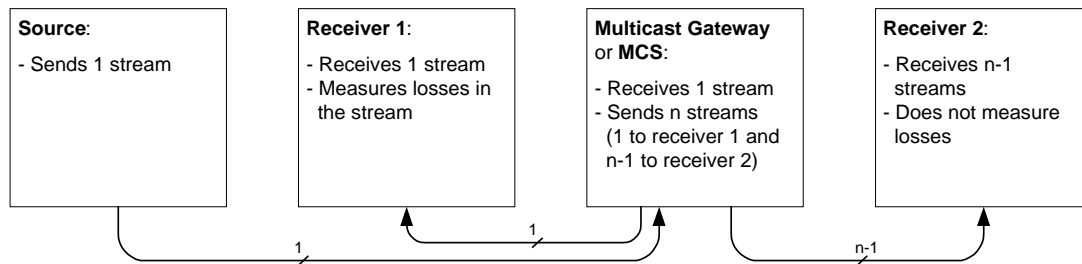 Source:
- Sends 1 stream
Receiver 1:
- Receives 1 stream
- Measures losses in
the stream
Multicast Gateway
or MCS:
- Receives 1 stream
- Sends n streams
(1 to receiver 1 and
n-1 to receiver 2)
Receiver 2:
- Receives n-1
streams
- Does not measure
losses
1
1
n-1